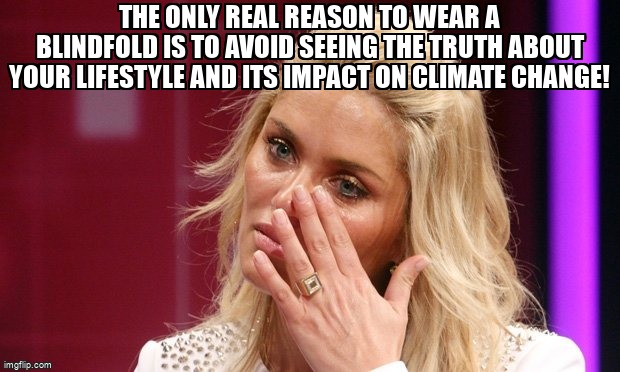 THE ONLY REAL REASON TO WEAR A
BLINDFOLD IS TO AVOID SEEING THE TRUTH ABOUT
YOUR LIFESTYLE AND ITS IMPACT ON CLIMATE CHANGE!
imgflip.com